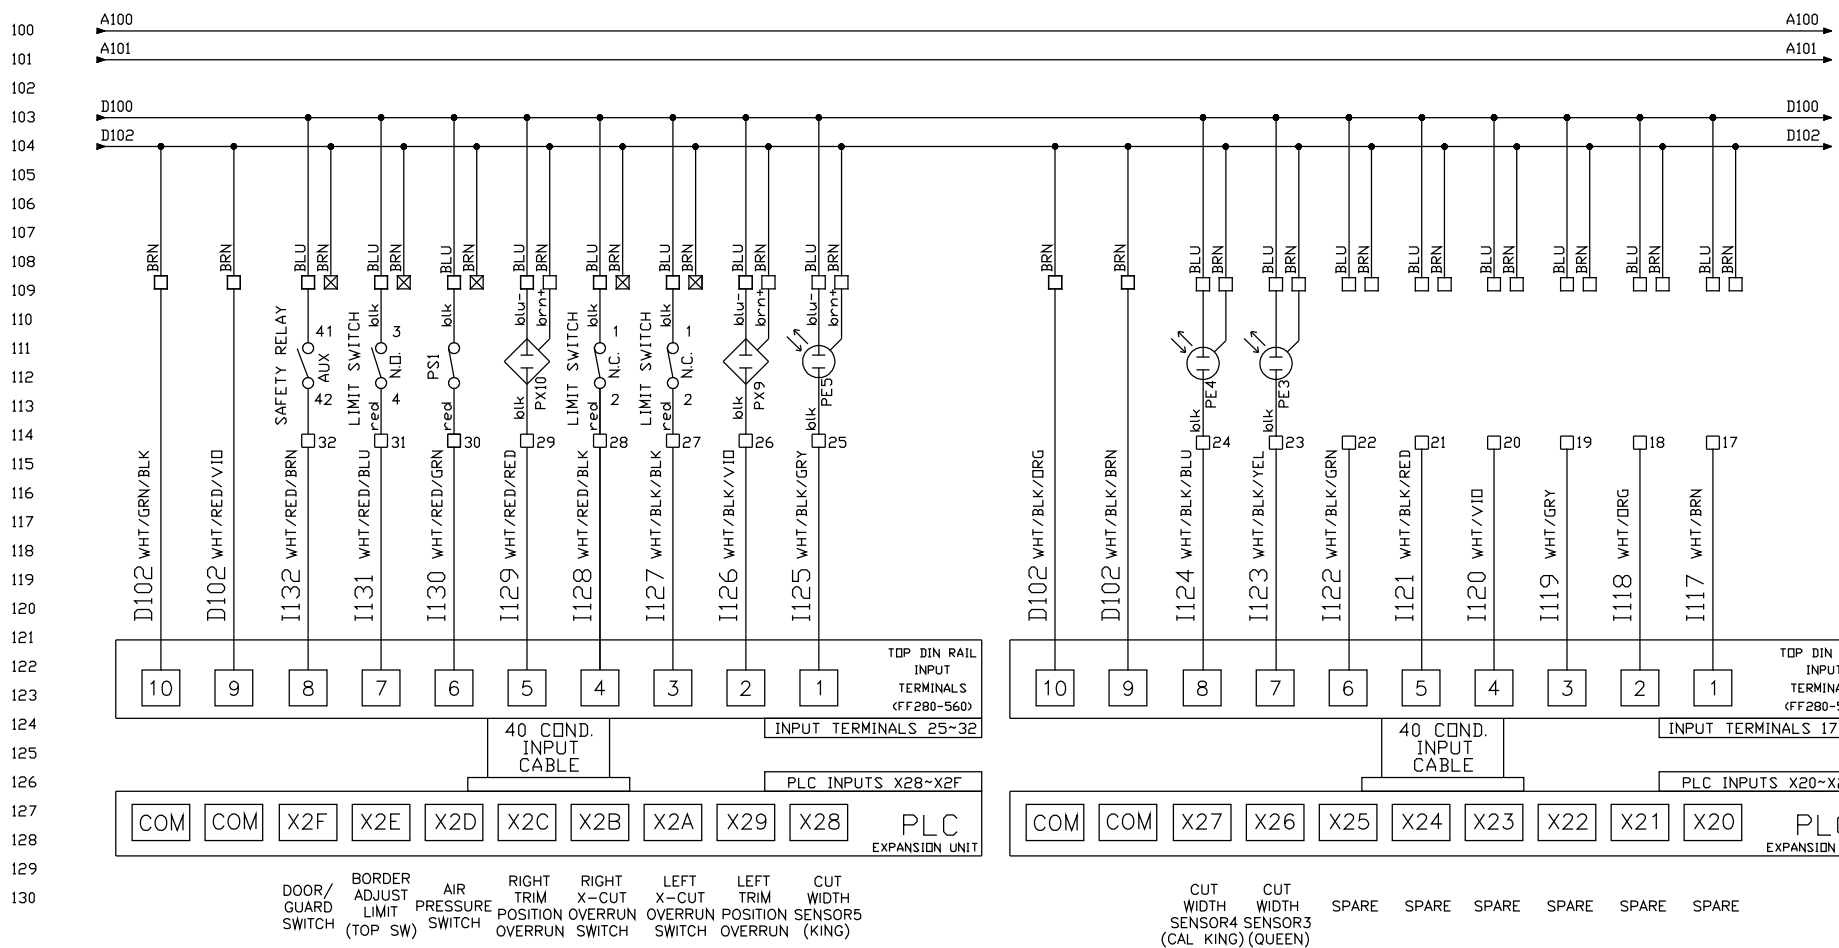 100 A100 A100
101 A101 A101
102
103 D100 D100
104 D102 D102
105
106
107
108 BRN BRN BLU BRN BLU BRN BLU BRN BLU BRN BLU BRN BLU BRN BLU BRN BLU BRN BRN BRN BLU BRN BLU BRN BLU BRN BLU BRN BLU BRN BLU BRN BLU BRN BLU BRN
109
110 blk blk blu- brn+ blk blk blu- brn+ blu- brn+
SAFETY RELAY 41 AUX 42
LIMIT SWITCH 3 N.O. 4 red
PS1 red
PX10 blk
LIMIT SWITCH 1 N.C. 2 red
LIMIT SWITCH 1 N.C. 2 red
PX9 blk
PE5 blk
PE4 blk
PE3 blk
111
112
113
114 32 31 30 29 28 27 26 25 24 23 22 21 20 19 18 17
115
116
117
118
119
120
D102 WHT/GRN/BLK
D102 WHT/RED/VIO
I132 WHT/RED/BRN
I131 WHT/RED/BLU
I130 WHT/RED/GRN
I129 WHT/RED/RED
I128 WHT/RED/BLK
I127 WHT/BLK/BLK
I126 WHT/BLK/VIO
I125 WHT/BLK/GRY
D102 WHT/BLK/ORG
D102 WHT/BLK/BRN
I124 WHT/BLK/BLU
I123 WHT/BLK/YEL
I122 WHT/BLK/GRN
I121 WHT/BLK/RED
I120 WHT/VIO
I119 WHT/GRY
I118 WHT/ORG
I117 WHT/BRN
121
122
123
10 9 8 7 6 5 4 3 2 1
TOP DIN RAIL
INPUT
TERMINALS
(FF280-560)
10 9 8 7 6 5 4 3 2 1
TOP DIN
INPUT
(FF280-
124 INPUT TERMINALS 25~32
INPUT TERMINALS 17
40 COND.
INPUT
CABLE
40 COND.
INPUT
CABLE
125
126 PLC INPUTS X28~X2F
PLC INPUTS X20~
127
128
COM COM X2F X2E X2D X2C X2B X2A X29 X28
PLC
EXPANSION UNIT
COM COM X27 X26 X25 X24 X23 X22 X21 X20
EXPANSION
129
130
DOOR/
GUARD
SWITCH
BORDER
ADJUST
LIMIT
(TOP SW)
AIR
PRESSURE
SWITCH
RIGHT
TRIM
POSITION
OVERRUN
RIGHT
X-CUT
OVERRUN
SWITCH
LEFT
X-CUT
OVERRUN
SWITCH
LEFT
TRIM
POSITION
OVERRUN
CUT
WIDTH
SENSOR5
(KING)
CUT
WIDTH
SENSOR4
(CAL KING)
CUT
WIDTH
SENSOR3
(QUEEN)
SPARE
SPARE
SPARE
SPARE
SPARE
SPARE